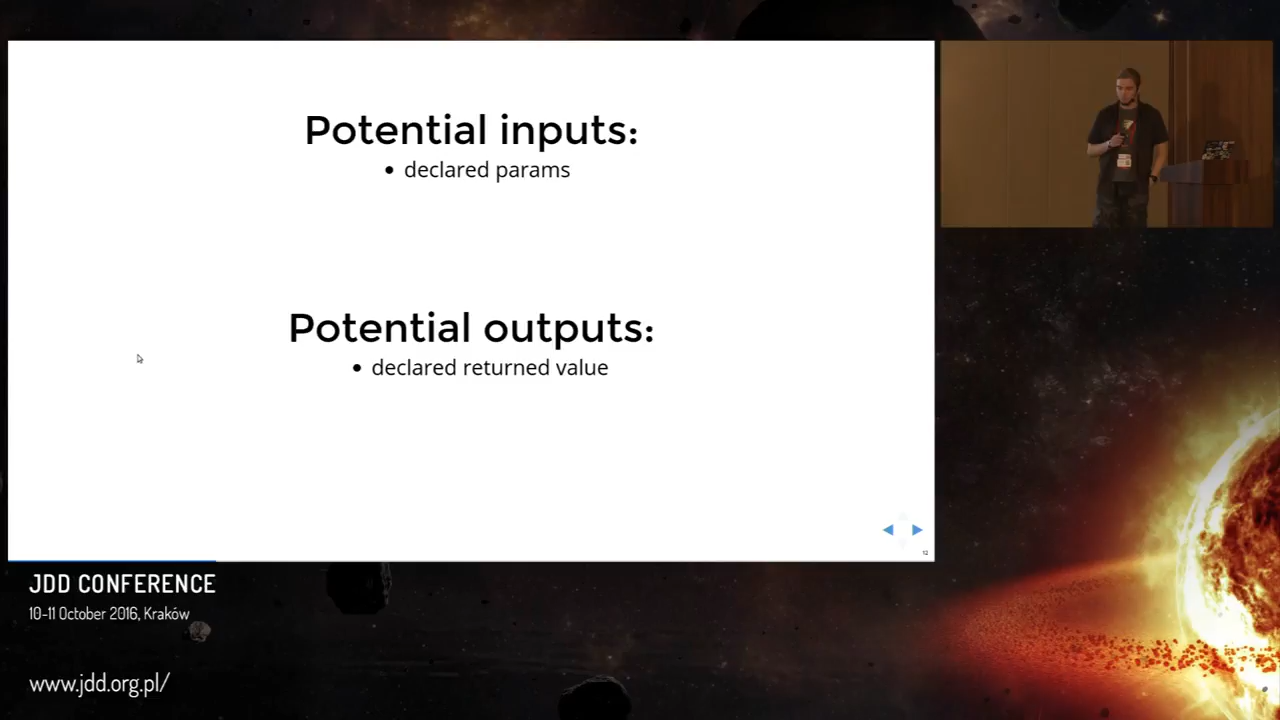 Potential inputs:
• declared params
Potential outputs:
• declared returned value
12
JDD CONFERENCE
10-11 October 2016, Kraków
www.jdd.org.pl/